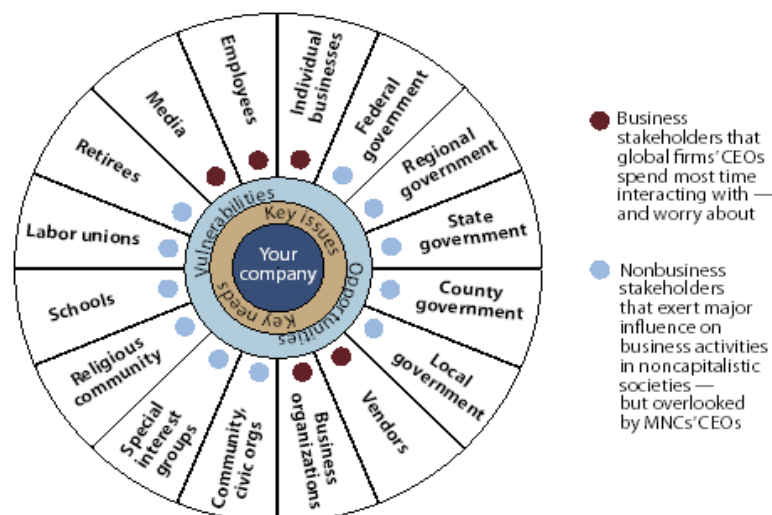 Individual
businesses
Federal
government
Regional
government
State
government
County
government
Local
government
Vendors
Business
organizations
Community,
civic orgs
Special
interest
groups
Religious
community
Schools
Labor unions
Retirees
Media
Employees
Vulnerabilities
Opportunities
Key issues
Key needs
Your
company
Business
stakeholders that
global firms' CEOs
spend most time
interacting with —
and worry about
Nonbusiness
stakeholders
that exert major
influence on
business activities
in noncapitalistic
societies —
but overlooked
by MNCs' CEOs